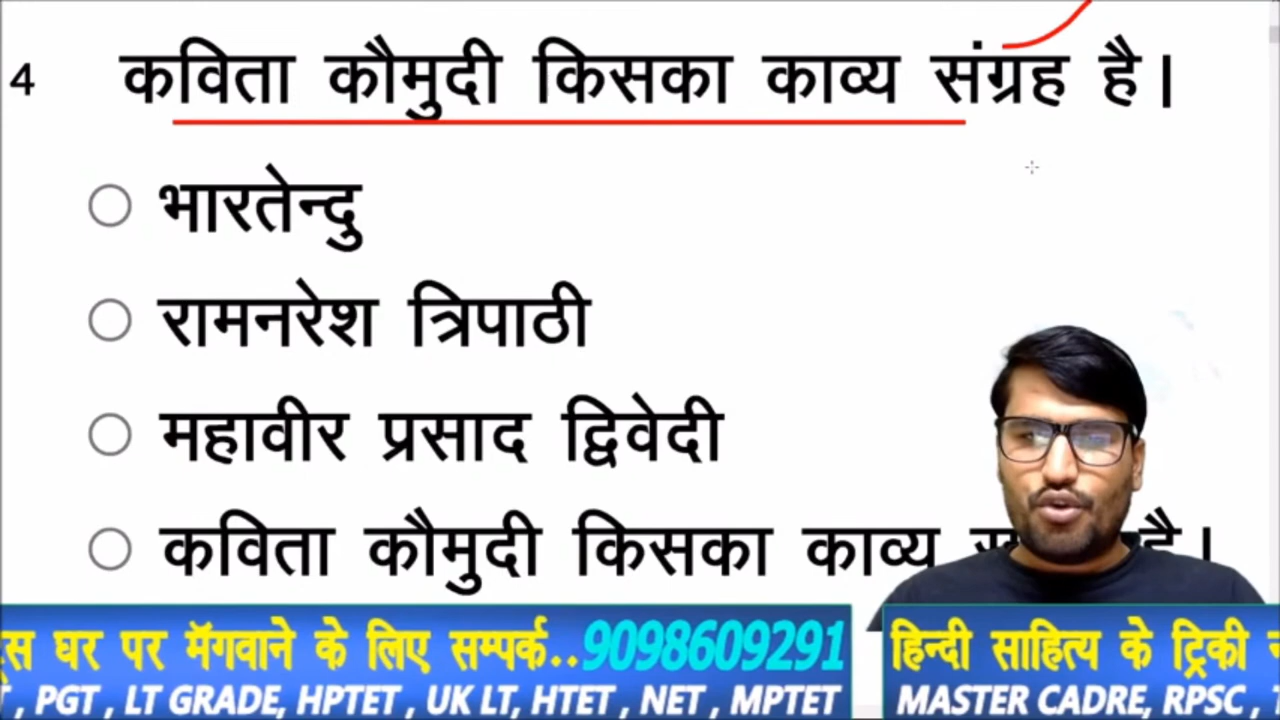 4 कविता कौमुदी किसका काव्य संग्रह है।
भारतेन्दु
रामनरेश त्रिपाठी
महावीर प्रसाद द्विवेदी
कविता कौमुदी किसका काव्य है।
घर पर मॅंगवाने के लिए सम्पर्क..9098609291
, PGT , LT GRADE, HPTET , UK LT, HTET , NET , MPTET
हिन्दी साहित्य के ट्रिकी
MASTER CADRE, RPSC ,